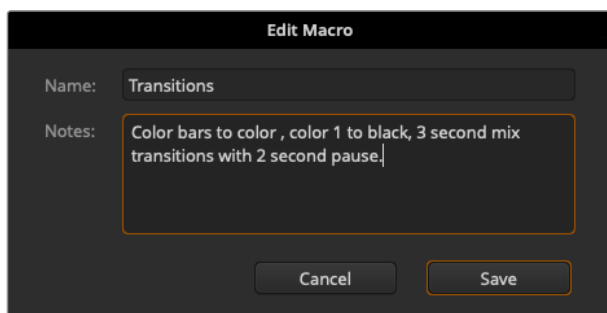 Edit Macro
Name: Transitions
Notes: Color bars to color , color 1 to black, 3 second mix
transitions with 2 second pause.
Cancel Save